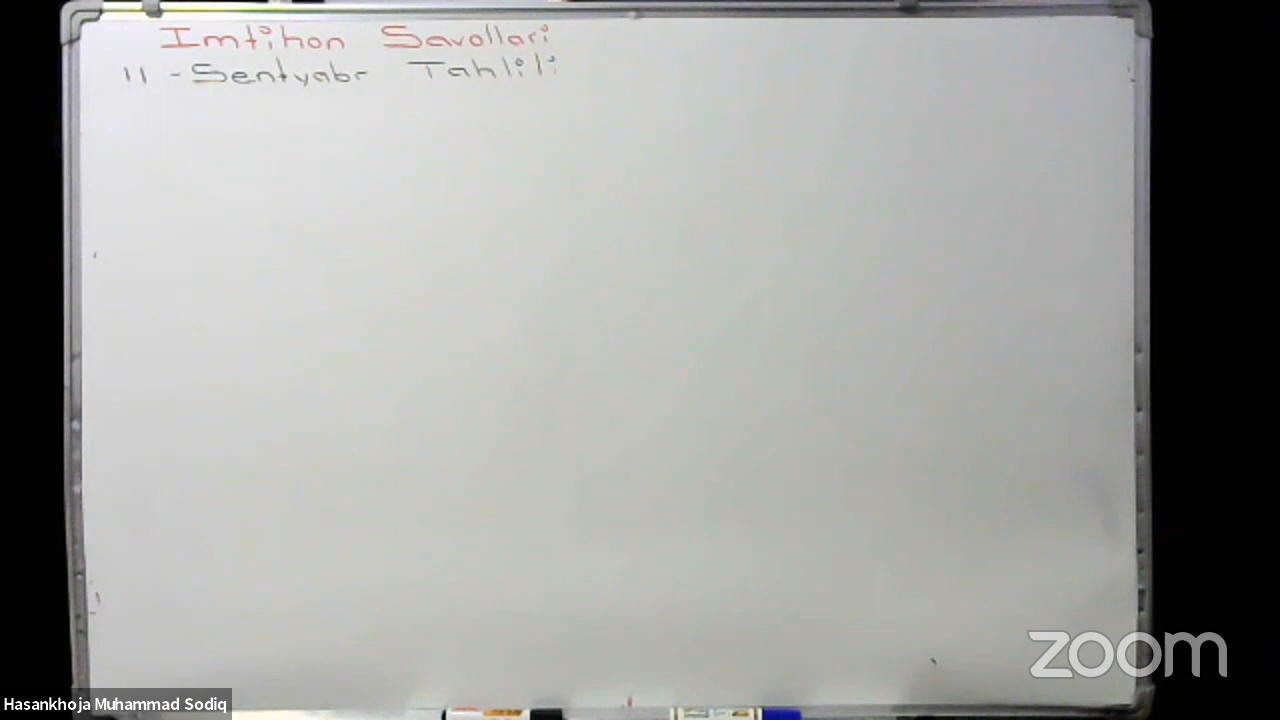 Imtihon Savollari
11 - Sentyabr Tahlili
zoom
Hasankhoja Muhammad Sodiq